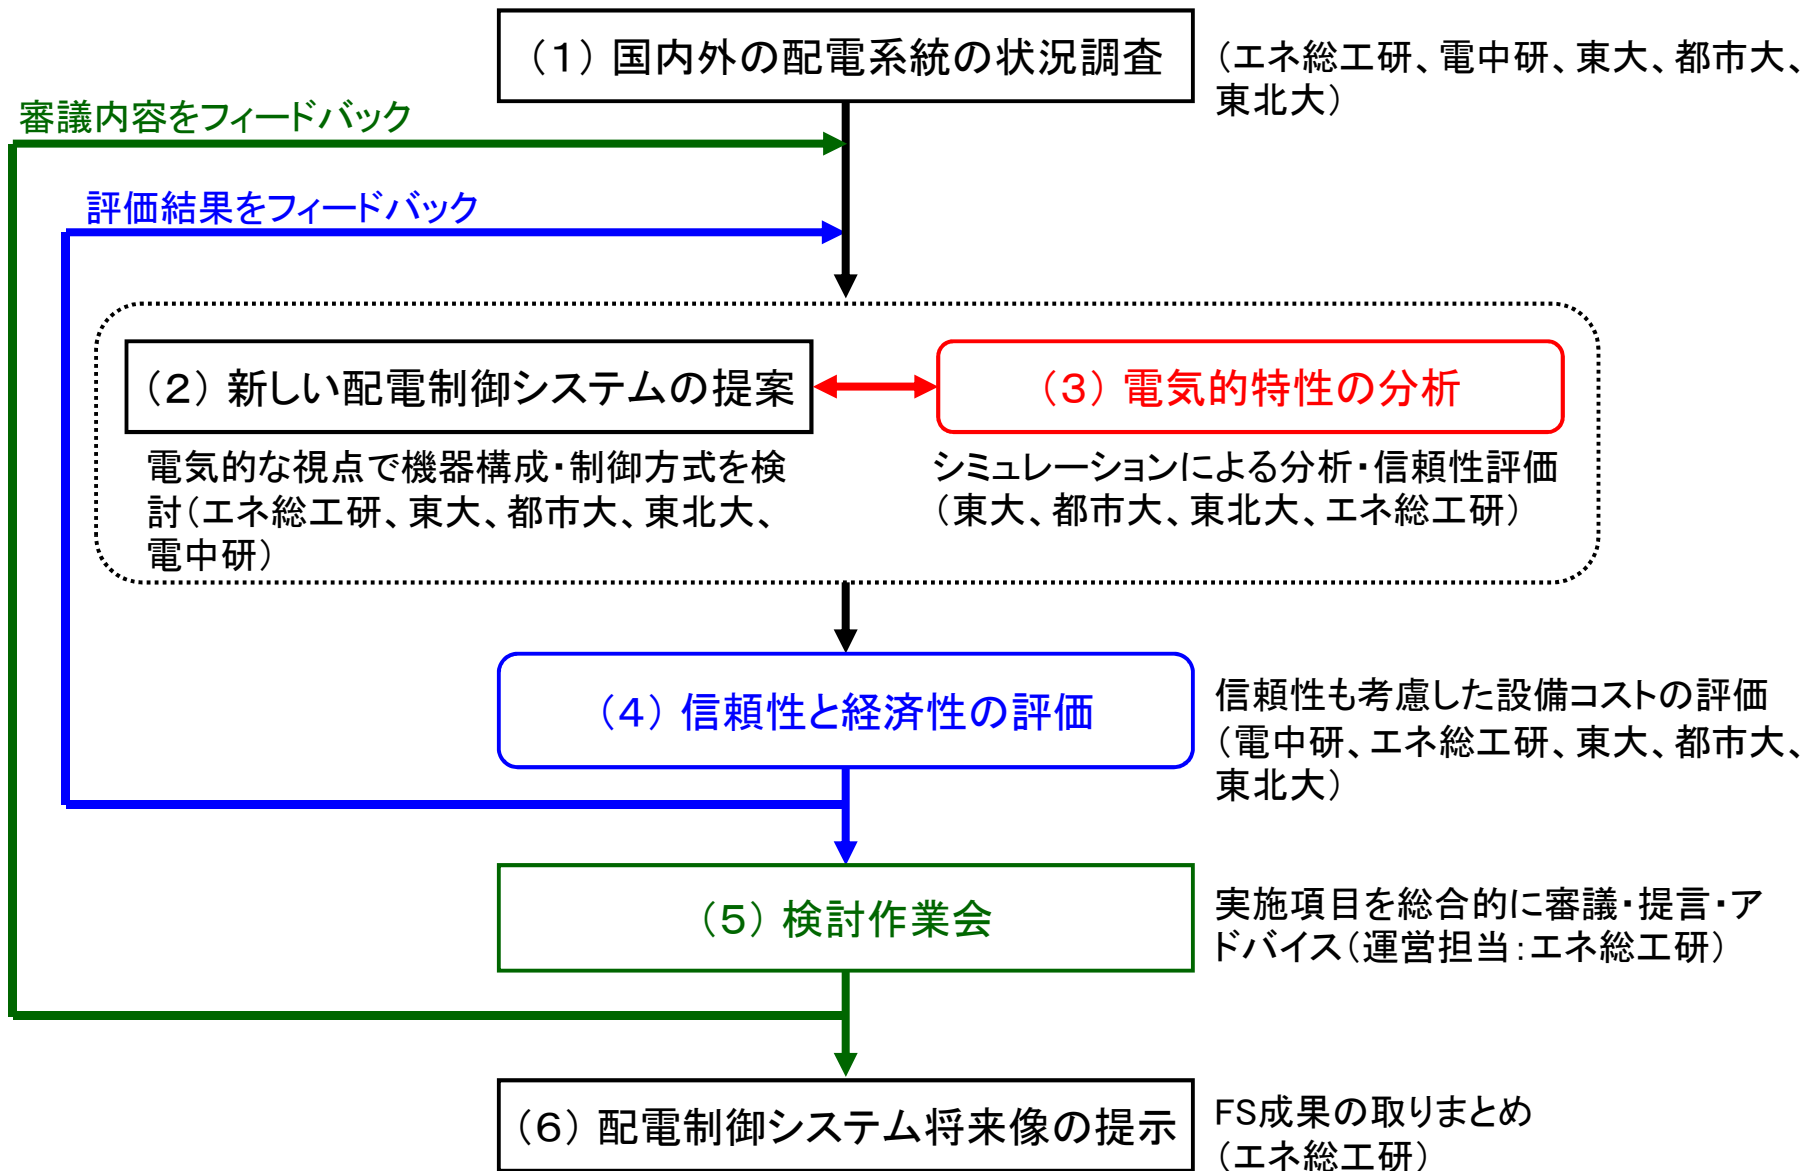 （１）国内外の配電系統の状況調査
（エネ総工研、電中研、東大、都市大、
東北大）
審議内容をフィードバック
評価結果をフィードバック
（２）新しい配電制御システムの提案
電気的な視点で機器構成・制御方式を検
討（エネ総工研、東大、都市大、東北大、
電中研）
（３）電気的特性の分析
シミュレーションによる分析・信頼性評価
（東大、都市大、東北大、エネ総工研）
（４）信頼性と経済性の評価
信頼性も考慮した設備コストの評価
（電中研、エネ総工研、東大、都市大、
東北大）
（５）検討作業会
実施項目を総合的に審議・提言・ア
ドバイス（運営担当：エネ総工研）
（６）配電制御システム将来像の提示
FS成果の取りまとめ
（エネ総工研）